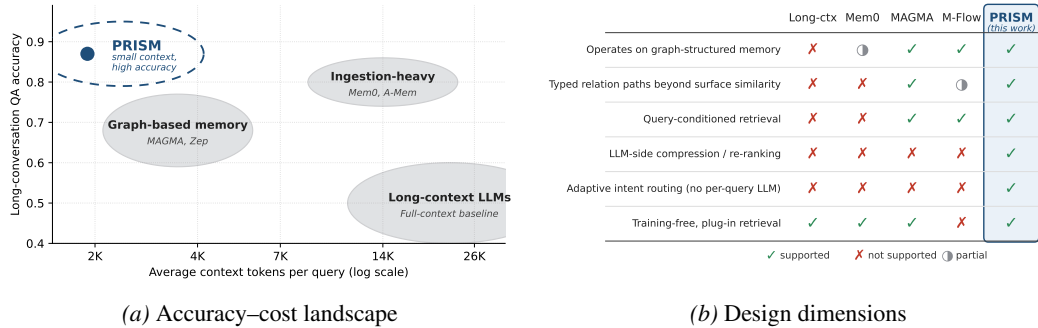 Long-conversation QA accuracy
0.9
0.8
0.7
0.6
0.5
0.4
PRISM
small context,
high accuracy
Ingestion-heavy
Mem0, A-Mem
Graph-based memory
MAGMA, Zep
Long-context LLMs
Full-context baseline
2K 4K 7K 14K 26K
Average context tokens per query (log scale)
(a) Accuracy–cost landscape
Long-ctx Mem0 MAGMA M-Flow PRISM
(this work)
Operates on graph-structured memory ✗ ◑ ✓ ✓ ✓
Typed relation paths beyond surface similarity ✗ ✗ ✓ ◑ ✓
Query-conditioned retrieval ✗ ✗ ✓ ✓ ✓
LLM-side compression / re-ranking ✗ ✗ ✗ ✗ ✓
Adaptive intent routing (no per-query LLM) ✗ ✗ ✗ ✗ ✓
Training-free, plug-in retrieval ✓ ✓ ✓ ✗ ✓
✓ supported ✗ not supported ◑ partial
(b) Design dimensions